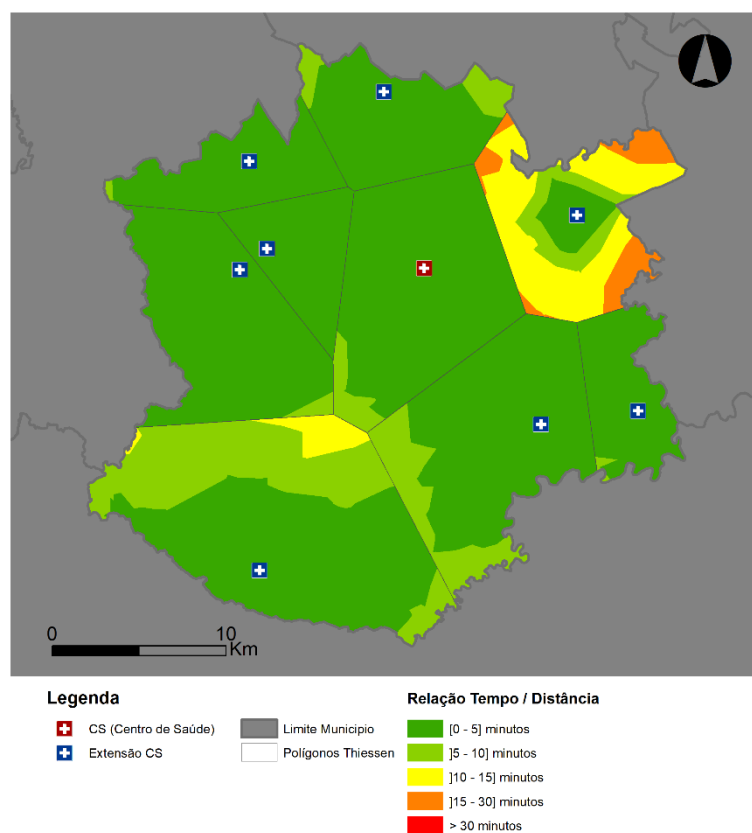 0 10
Km
Legenda
CS (Centro de Saúde)
Extensão CS
Limite Municipio
Polígonos Thiessen
Relação Tempo / Distância
[0 - 5] minutos
]5 - 10] minutos
]10 - 15] minutos
]15 - 30] minutos
> 30 minutos